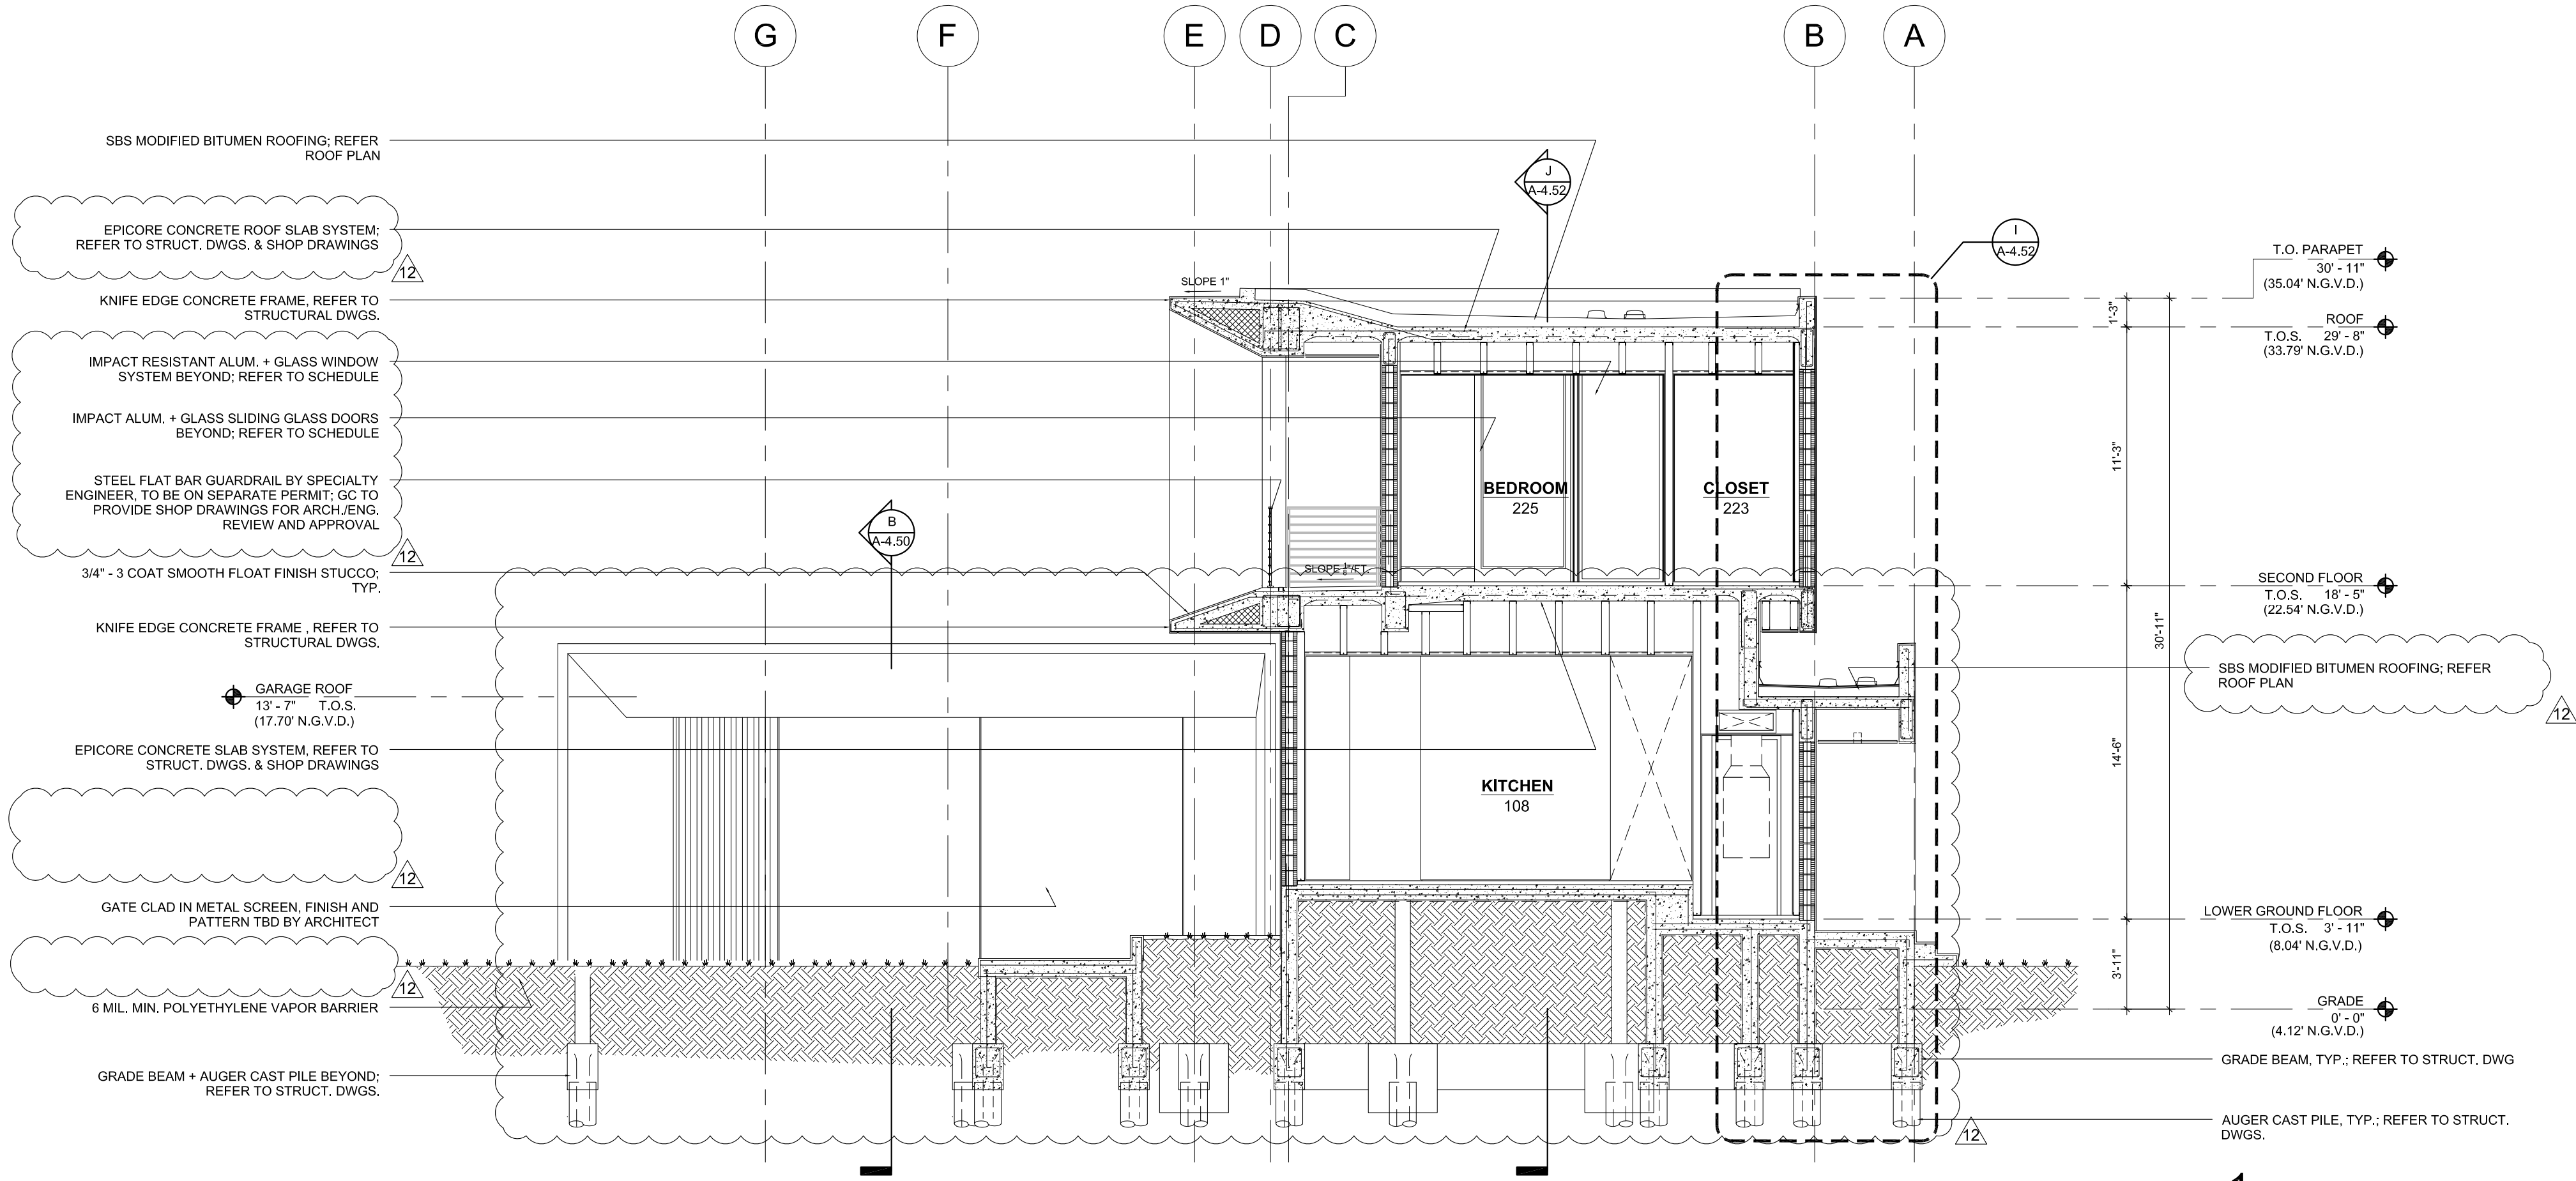 G
F
E
D
C
B
A
SBS MODIFIED BITUMEN ROOFING; REFER
ROOF PLAN
EPICORE CONCRETE ROOF SLAB SYSTEM;
REFER TO STRUCT. DWGS. & SHOP DRAWINGS
12
KNIFE EDGE CONCRETE FRAME, REFER TO
STRUCTURAL DWGS.
IMPACT RESISTANT ALUM. + GLASS WINDOW
SYSTEM BEYOND; REFER TO SCHEDULE
IMPACT ALUM. + GLASS SLIDING GLASS DOORS
BEYOND; REFER TO SCHEDULE
STEEL FLAT BAR GUARDRAIL BY SPECIALTY
ENGINEER, TO BE ON SEPARATE PERMIT; GC TO
PROVIDE SHOP DRAWINGS FOR ARCH./ENG.
REVIEW AND APPROVAL
12
3/4" - 3 COAT SMOOTH FLOAT FINISH STUCCO;
TYP.
KNIFE EDGE CONCRETE FRAME , REFER TO
STRUCTURAL DWGS.
GARAGE ROOF
13' - 7" T.O.S.
(17.70' N.G.V.D.)
EPICORE CONCRETE SLAB SYSTEM, REFER TO
STRUCT. DWGS. & SHOP DRAWINGS
12
GATE CLAD IN METAL SCREEN, FINISH AND
PATTERN TBD BY ARCHITECT
12
6 MIL. MIN. POLYETHYLENE VAPOR BARRIER
GRADE BEAM + AUGER CAST PILE BEYOND;
REFER TO STRUCT. DWGS.
J
A-4.52
I
A-4.52
B
A-4.50
SLOPE 1"
SLOPE /FT.
BEDROOM
225
CLOSET
223
KITCHEN
108
1'-3"
11'-3"
14'-6"
3'-11"
30'-11"
T.O. PARAPET
30' - 11"
(35.04' N.G.V.D.)
ROOF
T.O.S. 29' - 8"
(33.79' N.G.V.D.)
SECOND FLOOR
T.O.S. 18' - 5"
(22.54' N.G.V.D.)
SBS MODIFIED BITUMEN ROOFING; REFER
ROOF PLAN
12
LOWER GROUND FLOOR
T.O.S. 3' - 11"
(8.04' N.G.V.D.)
GRADE
0' - 0"
(4.12' N.G.V.D.)
GRADE BEAM, TYP.; REFER TO STRUCT. DWG
AUGER CAST PILE, TYP.; REFER TO STRUCT.
DWGS.
12